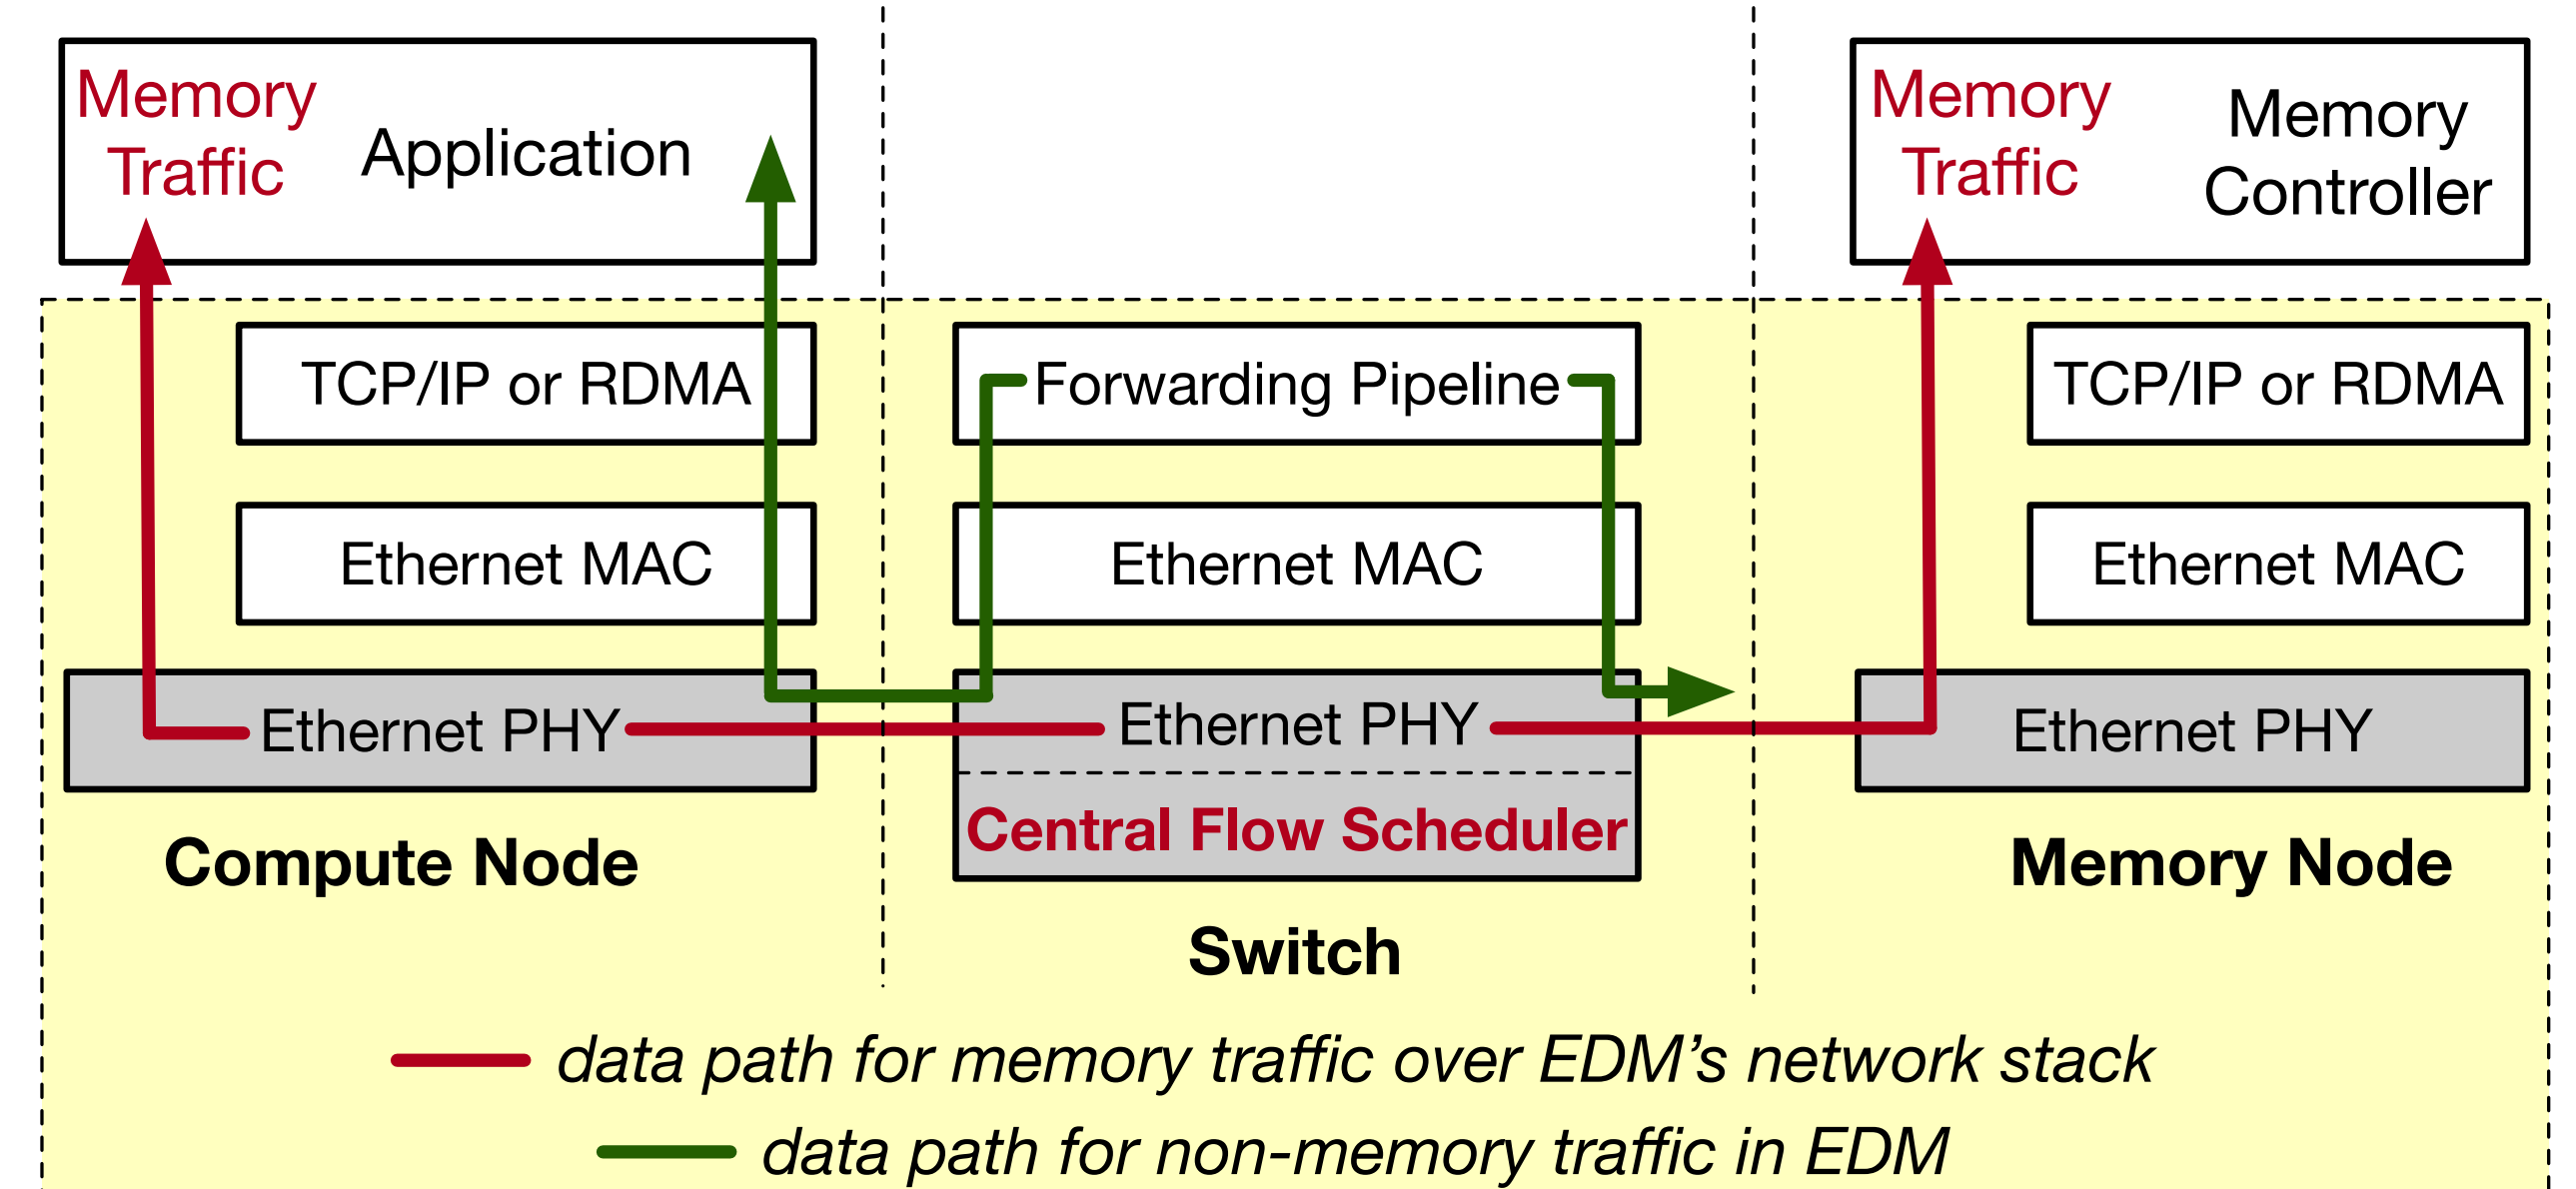 Memory
Traffic
Application
TCP/IP or RDMA
Ethernet MAC
Ethernet PHY
Compute Node
Forwarding Pipeline
Ethernet MAC
Ethernet PHY
Central Flow Scheduler
Switch
Memory
Traffic
Memory
Controller
TCP/IP or RDMA
Ethernet MAC
Ethernet PHY
Memory Node
data path for memory traffic over EDM’s network stack
data path for non-memory traffic in EDM